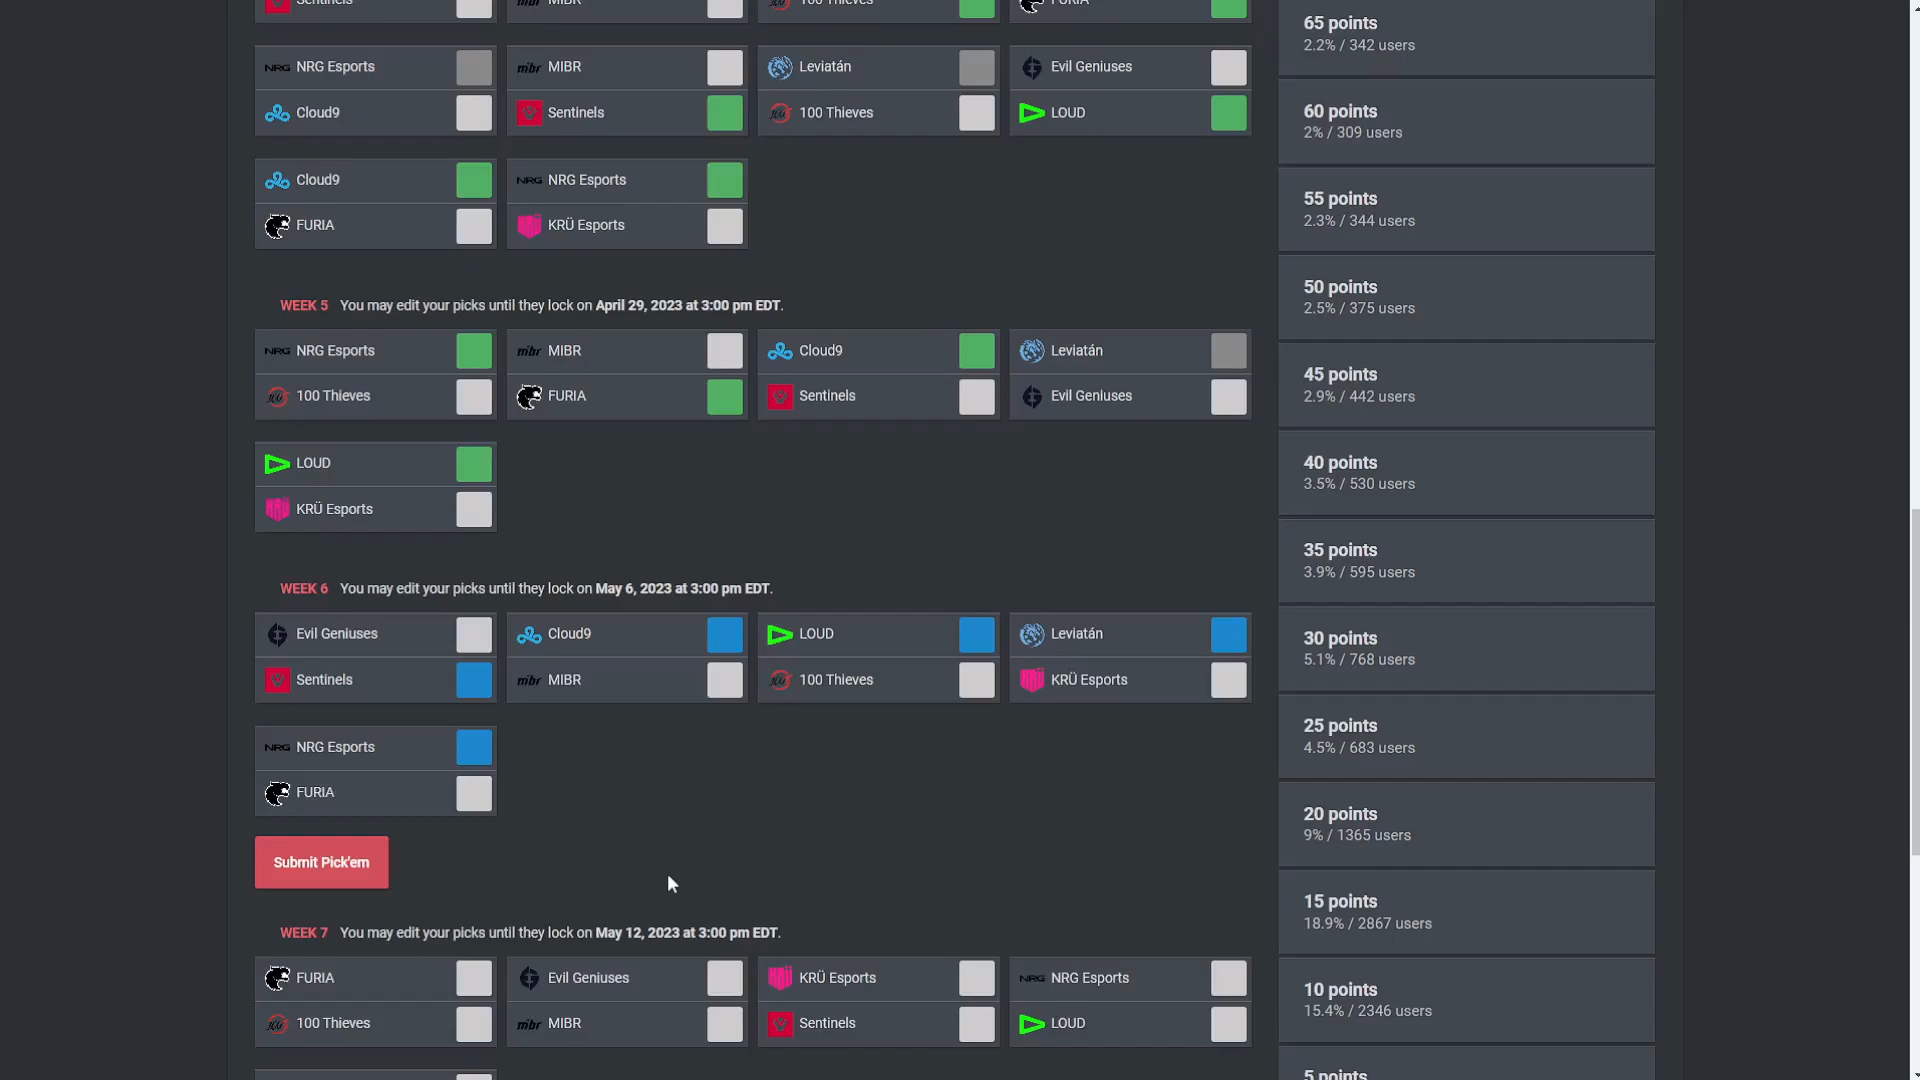 Sentinels
MIBR
100 Thieves
FURIA
NRG Esports
Cloud9
MIBR
Sentinels
Leviatán
100 Thieves
Evil Geniuses
LOUD
Cloud9
FURIA
NRG Esports
KRÜ Esports
WEEK 5 You may edit your picks until they lock on April 29, 2023 at 3:00 pm EDT.
NRG Esports
100 Thieves
MIBR
FURIA
Cloud9
Sentinels
Leviatán
Evil Geniuses
LOUD
KRÜ Esports
WEEK 6 You may edit your picks until they lock on May 6, 2023 at 3:00 pm EDT.
Evil Geniuses
Sentinels
Cloud9
MIBR
LOUD
100 Thieves
Leviatán
KRÜ Esports
NRG Esports
FURIA
Submit Pick'em
WEEK 7 You may edit your picks until they lock on May 12, 2023 at 3:00 pm EDT.
FURIA
100 Thieves
Evil Geniuses
MIBR
KRÜ Esports
Sentinels
NRG Esports
LOUD
65 points
2.2% / 342 users
60 points
2% / 309 users
55 points
2.3% / 344 users
50 points
2.5% / 375 users
45 points
2.9% / 442 users
40 points
3.5% / 530 users
35 points
3.9% / 595 users
30 points
5.1% / 768 users
25 points
4.5% / 683 users
20 points
9% / 1365 users
15 points
18.9% / 2867 users
10 points
15.4% / 2346 users
5 points